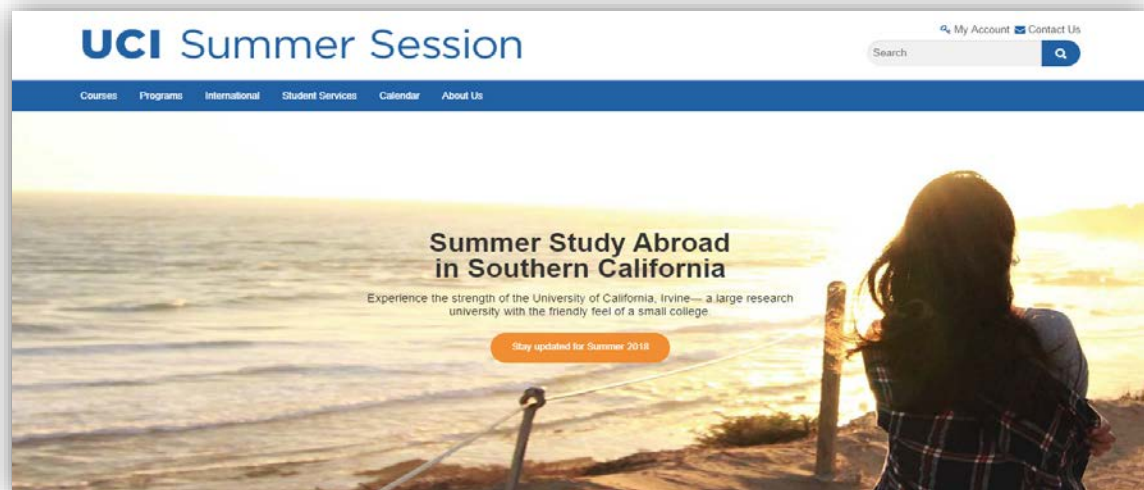 UCI Summer Session
My Account Contact Us
Search
Courses Programs International Student Services Calendar About Us
Summer Study Abroad
in Southern California
Experience the strength of the University of California, Irvine— a large research
university with the friendly feel of a small college.
Stay updated for Summer 2018